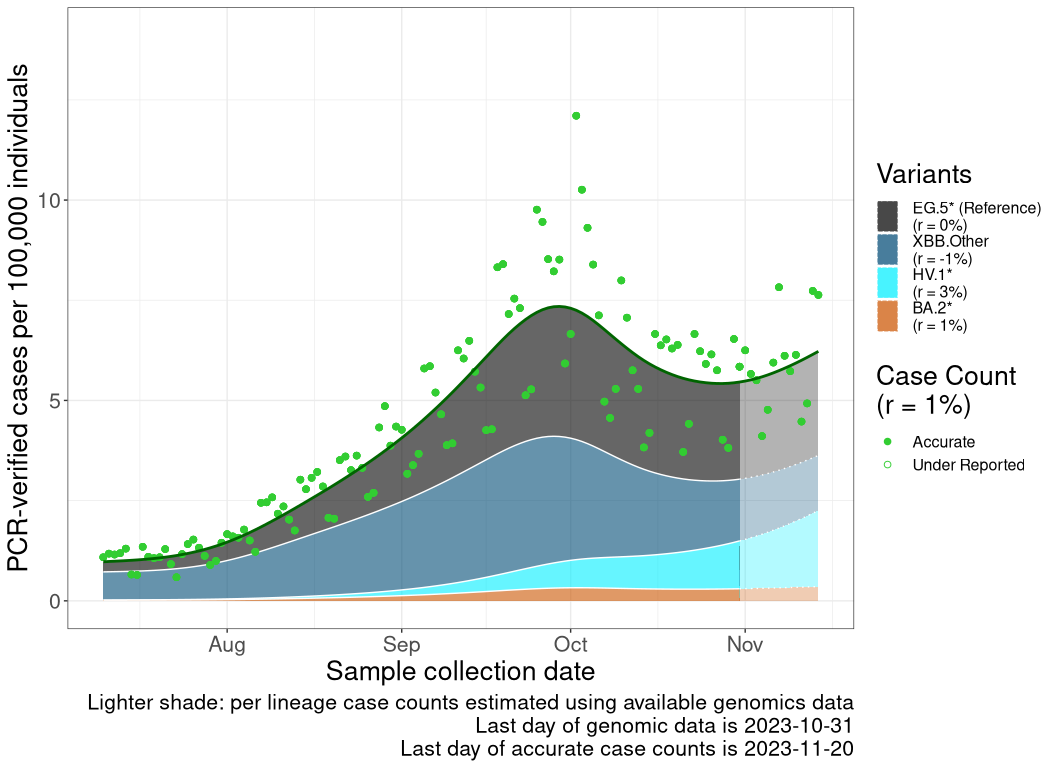 PCR-verified cases per 100,000 individuals
10
5
0
Aug Sep Oct Nov
Sample collection date
Lighter shade: per lineage case counts estimated using available genomics data
Last day of genomic data is 2023-10-31
Last day of accurate case counts is 2023-11-20
Variants
EG.5* (Reference)
(r = 0%)
XBB.Other
(r = -1%)
HV.1*
(r = 3%)
BA.2*
(r = 1%)
Case Count
(r = 1%)
Accurate
Under Reported